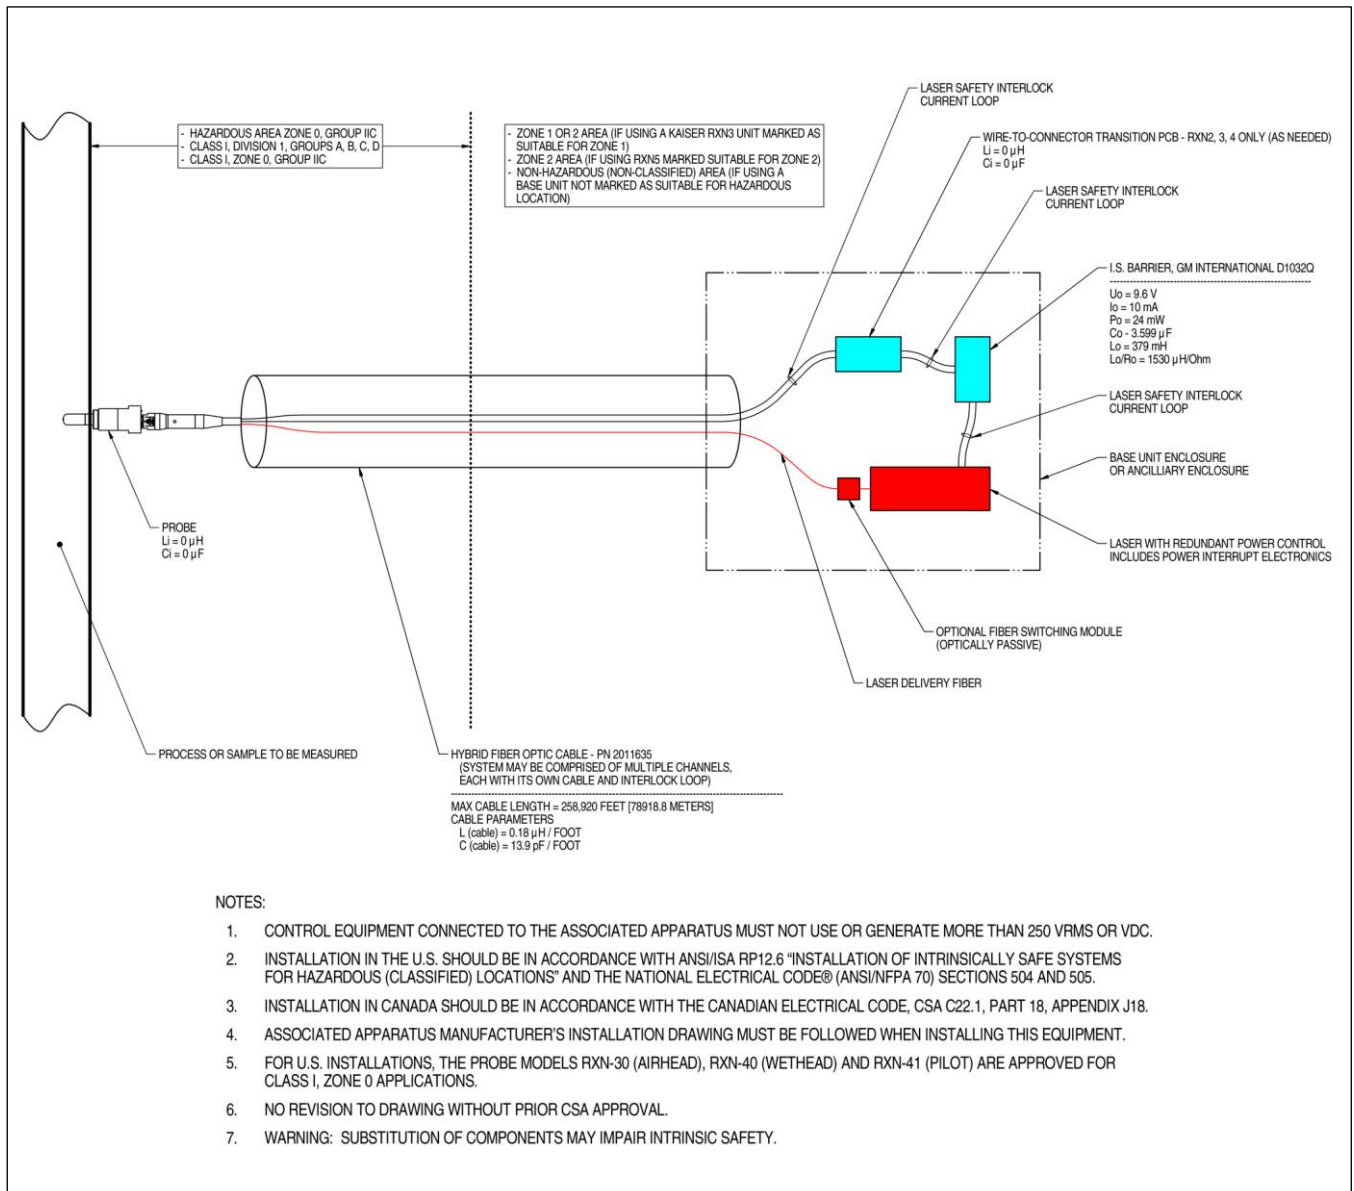 - HAZARDOUS AREA ZONE 0, GROUP IIC
- CLASS I, DIVISION 1, GROUPS A, B, C, D
- CLASS I, ZONE 0, GROUP IIC
- ZONE 1 OR 2 AREA (IF USING A KAISER RXN3 UNIT MARKED AS
SUITABLE FOR ZONE 1)
- ZONE 2 AREA (IF USING RXN5 MARKED SUITABLE FOR ZONE 2)
- NON-HAZARDOUS (NON-CLASSIFIED) AREA (IF USING A
BASE UNIT NOT MARKED AS SUITABLE FOR HAZARDOUS
LOCATION)
LASER SAFETY INTERLOCK
CURRENT LOOP
WIRE-TO-CONNECTOR TRANSITION PCB - RXN2, 3, 4 ONLY (AS NEEDED)
Li = 0 µH
Ci = 0 µF
LASER SAFETY INTERLOCK
CURRENT LOOP
I.S. BARRIER, GM INTERNATIONAL D1032Q
Uo = 9.6 V
Io = 10 mA
Po = 24 mW
Co - 3.599 µF
Lo = 379 mH
Lo/Ro = 1530 µH/Ohm
LASER SAFETY INTERLOCK
CURRENT LOOP
BASE UNIT ENCLOSURE
OR ANCILLIARY ENCLOSURE
PROBE
Li = 0 µH
Ci = 0 µF
LASER WITH REDUNDANT POWER CONTROL
INCLUDES POWER INTERRUPT ELECTRONICS
OPTIONAL FIBER SWITCHING MODULE
(OPTICALLY PASSIVE)
LASER DELIVERY FIBER
PROCESS OR SAMPLE TO BE MEASURED
HYBRID FIBER OPTIC CABLE - PN 2011635
(SYSTEM MAY BE COMPRISED OF MULTIPLE CHANNELS,
EACH WITH ITS OWN CABLE AND INTERLOCK LOOP)
MAX CABLE LENGTH = 258,920 FEET [78918.8 METERS]
CABLE PARAMETERS
L (cable) = 0.18 µH / FOOT
C (cable) = 13.9 pF / FOOT
NOTES:
1. CONTROL EQUIPMENT CONNECTED TO THE ASSOCIATED APPARATUS MUST NOT USE OR GENERATE MORE THAN 250 VRMS OR VDC.
2. INSTALLATION IN THE U.S. SHOULD BE IN ACCORDANCE WITH ANSI/ISA RP12.6 “INSTALLATION OF INTRINSICALLY SAFE SYSTEMS
FOR HAZARDOUS (CLASSIFIED) LOCATIONS” AND THE NATIONAL ELECTRICAL CODE® (ANSI/NFPA 70) SECTIONS 504 AND 505.
3. INSTALLATION IN CANADA SHOULD BE IN ACCORDANCE WITH THE CANADIAN ELECTRICAL CODE, CSA C22.1, PART 18, APPENDIX J18.
4. ASSOCIATED APPARATUS MANUFACTURER'S INSTALLATION DRAWING MUST BE FOLLOWED WHEN INSTALLING THIS EQUIPMENT.
5. FOR U.S. INSTALLATIONS, THE PROBE MODELS RXN-30 (AIRHEAD), RXN-40 (WETHEAD) AND RXN-41 (PILOT) ARE APPROVED FOR
CLASS I, ZONE 0 APPLICATIONS.
6. NO REVISION TO DRAWING WITHOUT PRIOR CSA APPROVAL.
7. WARNING: SUBSTITUTION OF COMPONENTS MAY IMPAIR INTRINSIC SAFETY.